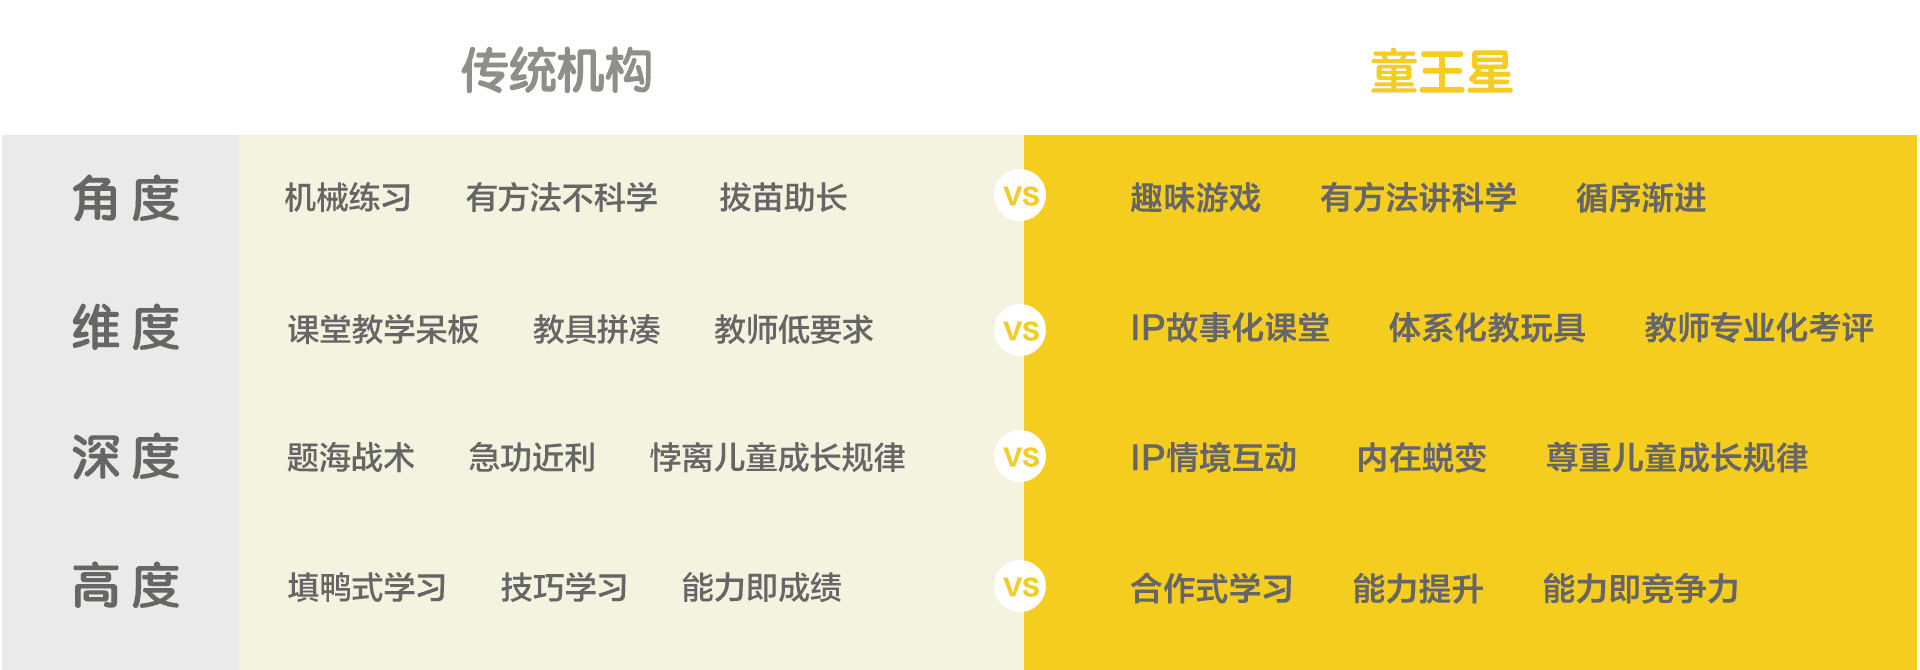 传统机构 童王星
角度 机械练习 有方法不科学 拔苗助长 VS 趣味游戏 有方法讲科学 循序渐进
维度 课堂教学呆板 教具拼凑 教师低要求 VS IP故事化课堂 体系化教玩具 教师专业化考评
深度 题海战术 急功近利 悖离儿童成长规律 VS IP情境互动 内在蜕变 尊重儿童成长规律
高度 填鸭式学习 技巧学习 能力即成绩 VS 合作式学习 能力提升 能力即竞争力